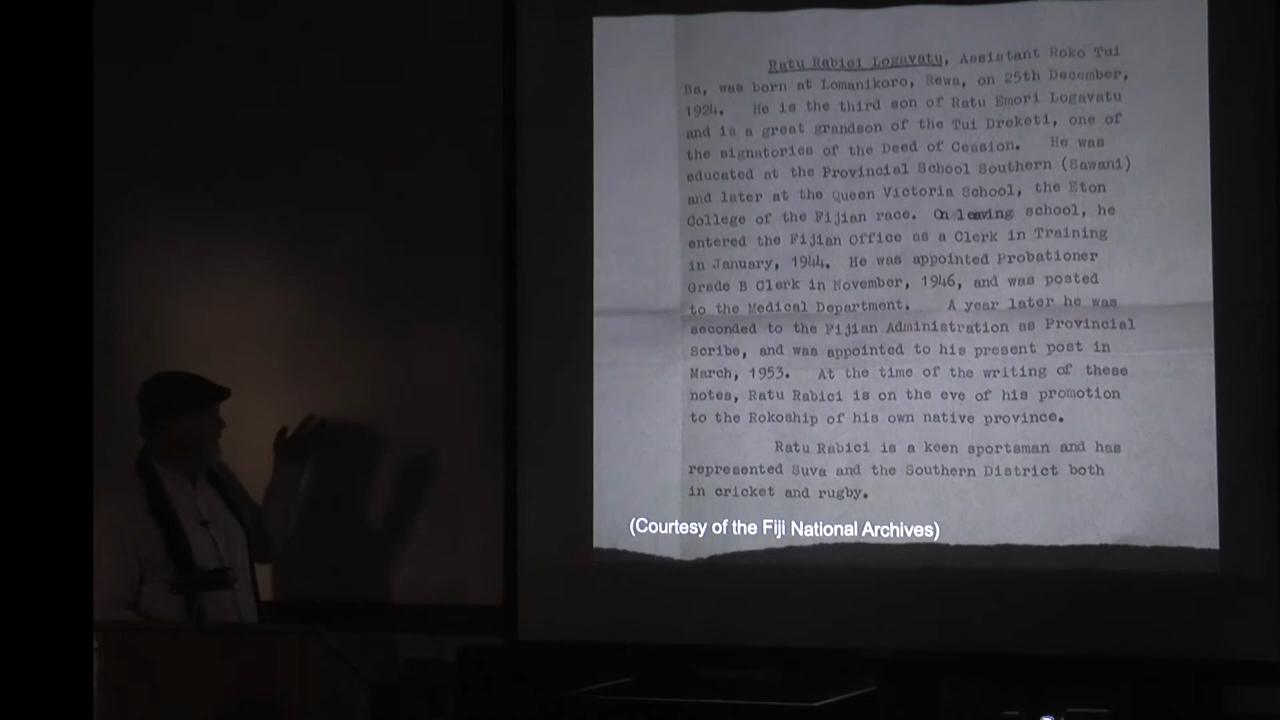 Ratu Rabici Logavatu, Assistant Roko Tui
Ba, was born at Lomanikoro, Rewa, on 25th December,
1924. He is the third son of Ratu Emori Logavatu
and is a great grandson of the Tui Dreketi, one of
the signatories of the Deed of Cession. He was
educated at the Provincial School Southern (Sawani)
and later at the Queen Victoria School, the Eton
College of the Fijian race. On leaving school, he
entered the Fijian Office as a Clerk in Training
in January, 1944. He was appointed Probationer
Grade B Clerk in November, 1946, and was posted
to the Medical Department. A year later he was
seconded to the Fijian Administration as Provincial
Scribe, and was appointed to his present post in
March, 1953. At the time of the writing of these
notes, Ratu Rabici is on the eve of his promotion
to the Rokoship of his own native province.
Ratu Rabici is a keen sportsman and has
represented Suva and the Southern District both
in cricket and rugby.
(Courtesy of the Fiji National Archives)